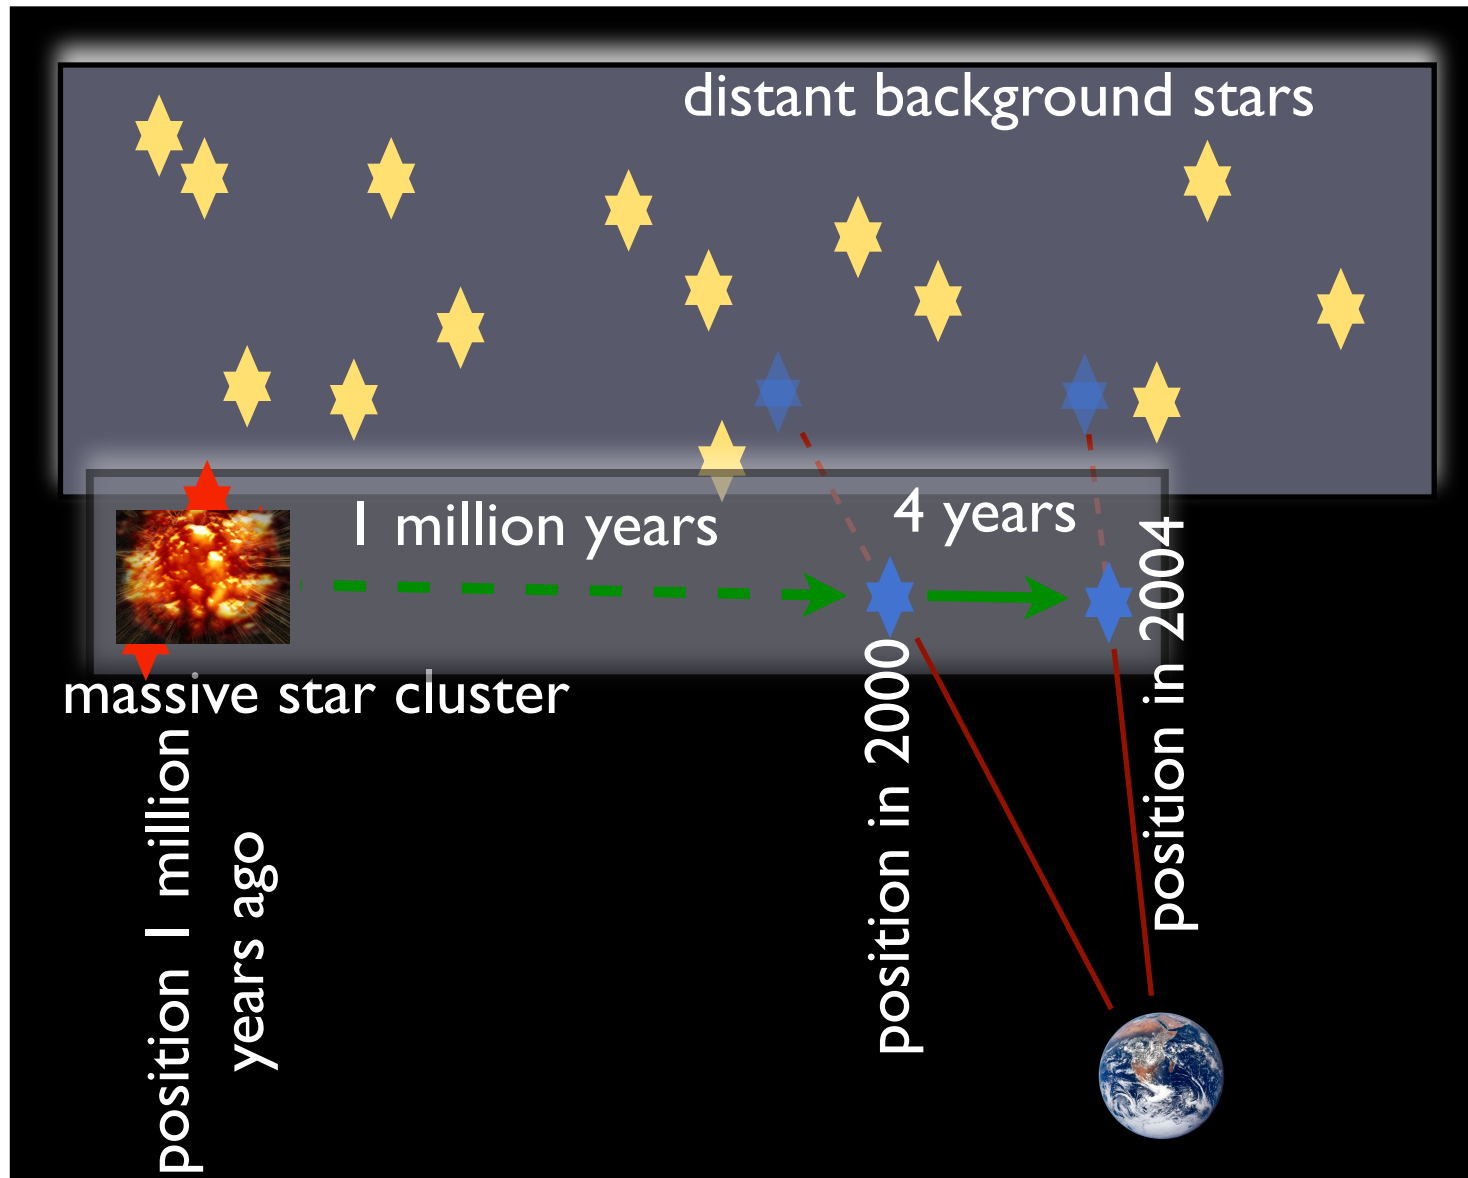 distant background stars
1 million years
4 years
massive star cluster
position 1 million
years ago
position in 2000
position in 2004